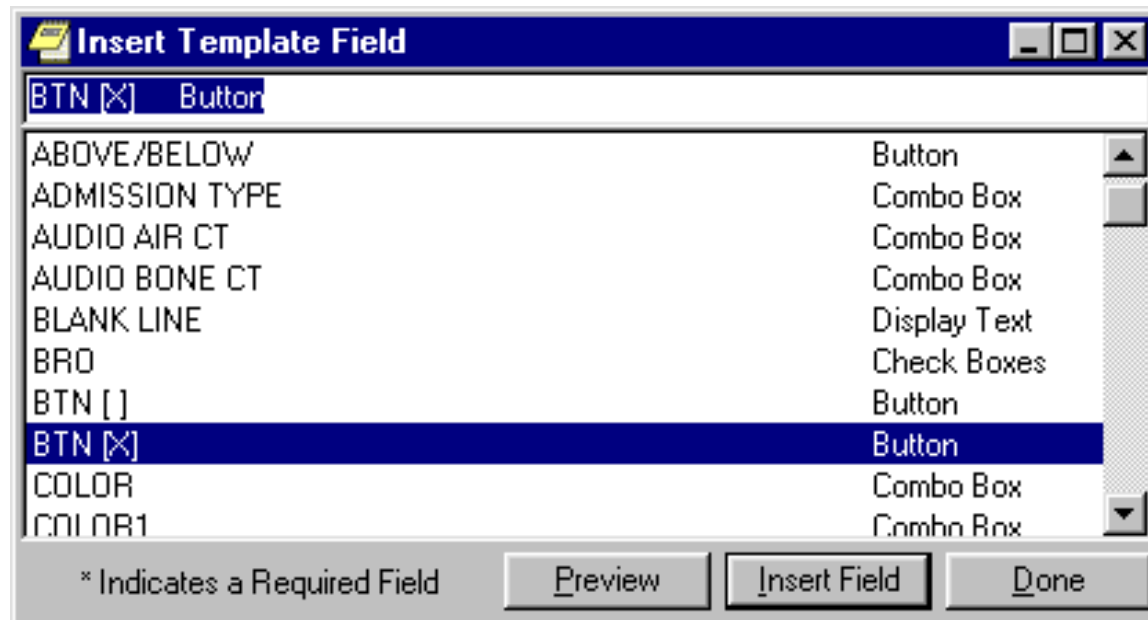 Insert Template Field
BTN [X] Button
ABOVE/BELOW Button
ADMISSION TYPE Combo Box
AUDIO AIR CT Combo Box
AUDIO BONE CT Combo Box
BLANK LINE Display Text
BRO Check Boxes
BTN [ ] Button
BTN [X] Button
COLOR Combo Box
COLOR1 Combo Box
* Indicates a Required Field Preview Insert Field Done